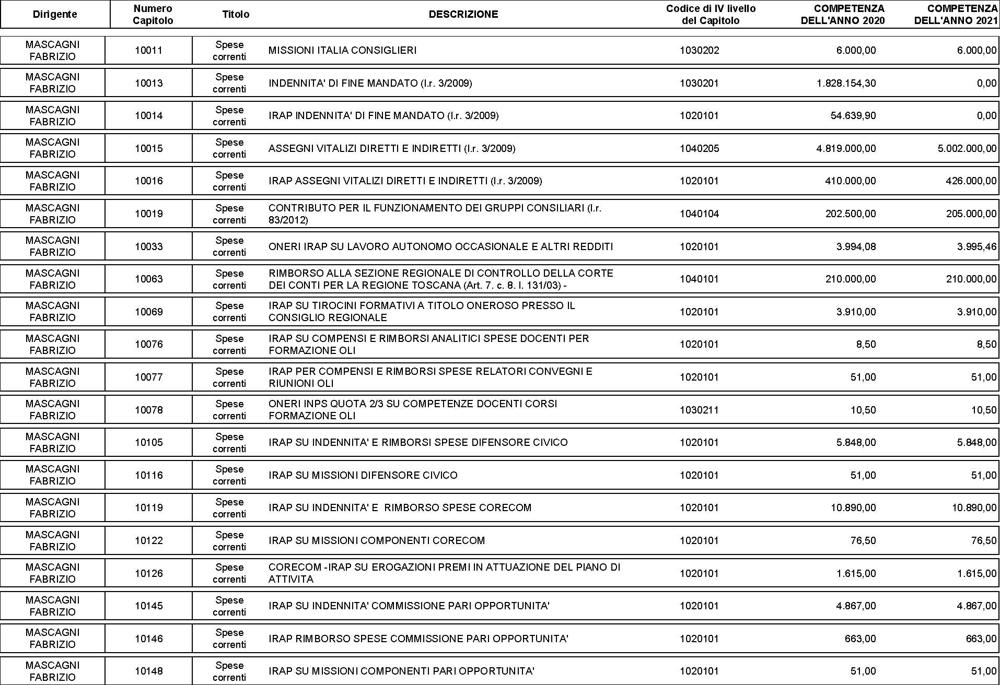 Dirigente Numero Capitolo Titolo DESCRIZIONE Codice di IV livello del Capitolo COMPETENZA DELL'ANNO 2020 COMPETENZA DELL'ANNO 2021
MASCAGNI FABRIZIO 10011 Spese correnti MISSIONI ITALIA CONSIGLIERI 1030202 6.000,00 6.000,00
MASCAGNI FABRIZIO 10013 Spese correnti INDENNITA' DI FINE MANDATO (l.r. 3/2009) 1030201 1.828.154,30 0,00
MASCAGNI FABRIZIO 10014 Spese correnti IRAP INDENNITA' DI FINE MANDATO (l.r. 3/2009) 1020101 54.639,90 0,00
MASCAGNI FABRIZIO 10015 Spese correnti ASSEGNI VITALIZI DIRETTI E INDIRETTI (l.r. 3/2009) 1040205 4.819.000,00 5.002.000,00
MASCAGNI FABRIZIO 10016 Spese correnti IRAP ASSEGNI VITALIZI DIRETTI E INDIRETTI (l.r. 3/2009) 1020101 410.000,00 426.000,00
MASCAGNI FABRIZIO 10019 Spese correnti CONTRIBUTO PER IL FUNZIONAMENTO DEI GRUPPI CONSILIARI (l.r. 83/2012) 1040104 202.500,00 205.000,00
MASCAGNI FABRIZIO 10033 Spese correnti ONERI IRAP SU LAVORO AUTONOMO OCCASIONALE E ALTRI REDDITI 1020101 3.994,08 3.995,46
MASCAGNI FABRIZIO 10063 Spese correnti RIMBORSO ALLA SEZIONE REGIONALE DI CONTROLLO DELLA CORTE DEI CONTI PER LA REGIONE TOSCANA (Art. 7. c. 8. l. 131/03) - 1040101 210.000,00 210.000,00
MASCAGNI FABRIZIO 10069 Spese correnti IRAP SU TIROCINI FORMATIVI A TITOLO ONEROSO PRESSO IL CONSIGLIO REGIONALE 1020101 3.910,00 3.910,00
MASCAGNI FABRIZIO 10076 Spese correnti IRAP SU COMPENSI E RIMBORSI ANALITICI SPESE DOCENTI PER FORMAZIONE OLI 1020101 8,50 8,50
MASCAGNI FABRIZIO 10077 Spese correnti IRAP PER COMPENSI E RIMBORSI SPESE RELATORI CONVEGNI E RIUNIONI OLI 1020101 51,00 51,00
MASCAGNI FABRIZIO 10078 Spese correnti ONERI INPS QUOTA 2/3 SU COMPETENZE DOCENTI CORSI FORMAZIONE OLI 1030211 10,50 10,50
MASCAGNI FABRIZIO 10105 Spese correnti IRAP SU INDENNITA' E RIMBORSI SPESE DIFENSORE CIVICO 1020101 5.848,00 5.848,00
MASCAGNI FABRIZIO 10116 Spese correnti IRAP SU MISSIONI DIFENSORE CIVICO 1020101 51,00 51,00
MASCAGNI FABRIZIO 10119 Spese correnti IRAP SU INDENNITA' E RIMBORSO SPESE CORECOM 1020101 10.890,00 10.890,00
MASCAGNI FABRIZIO 10122 Spese correnti IRAP SU MISSIONI COMPONENTI CORECOM 1020101 76,50 76,50
MASCAGNI FABRIZIO 10126 Spese correnti CORECOM -IRAP SU EROGAZIONI PREMI IN ATTUAZIONE DEL PIANO DI ATTIVITA 1020101 1.615,00 1.615,00
MASCAGNI FABRIZIO 10145 Spese correnti IRAP SU INDENNITA' COMMISSIONE PARI OPPORTUNITA' 1020101 4.867,00 4.867,00
MASCAGNI FABRIZIO 10146 Spese correnti IRAP RIMBORSO SPESE COMMISSIONE PARI OPPORTUNITA' 1020101 663,00 663,00
MASCAGNI FABRIZIO 10148 Spese correnti IRAP SU MISSIONI COMPONENTI PARI OPPORTUNITA' 1020101 51,00 51,00